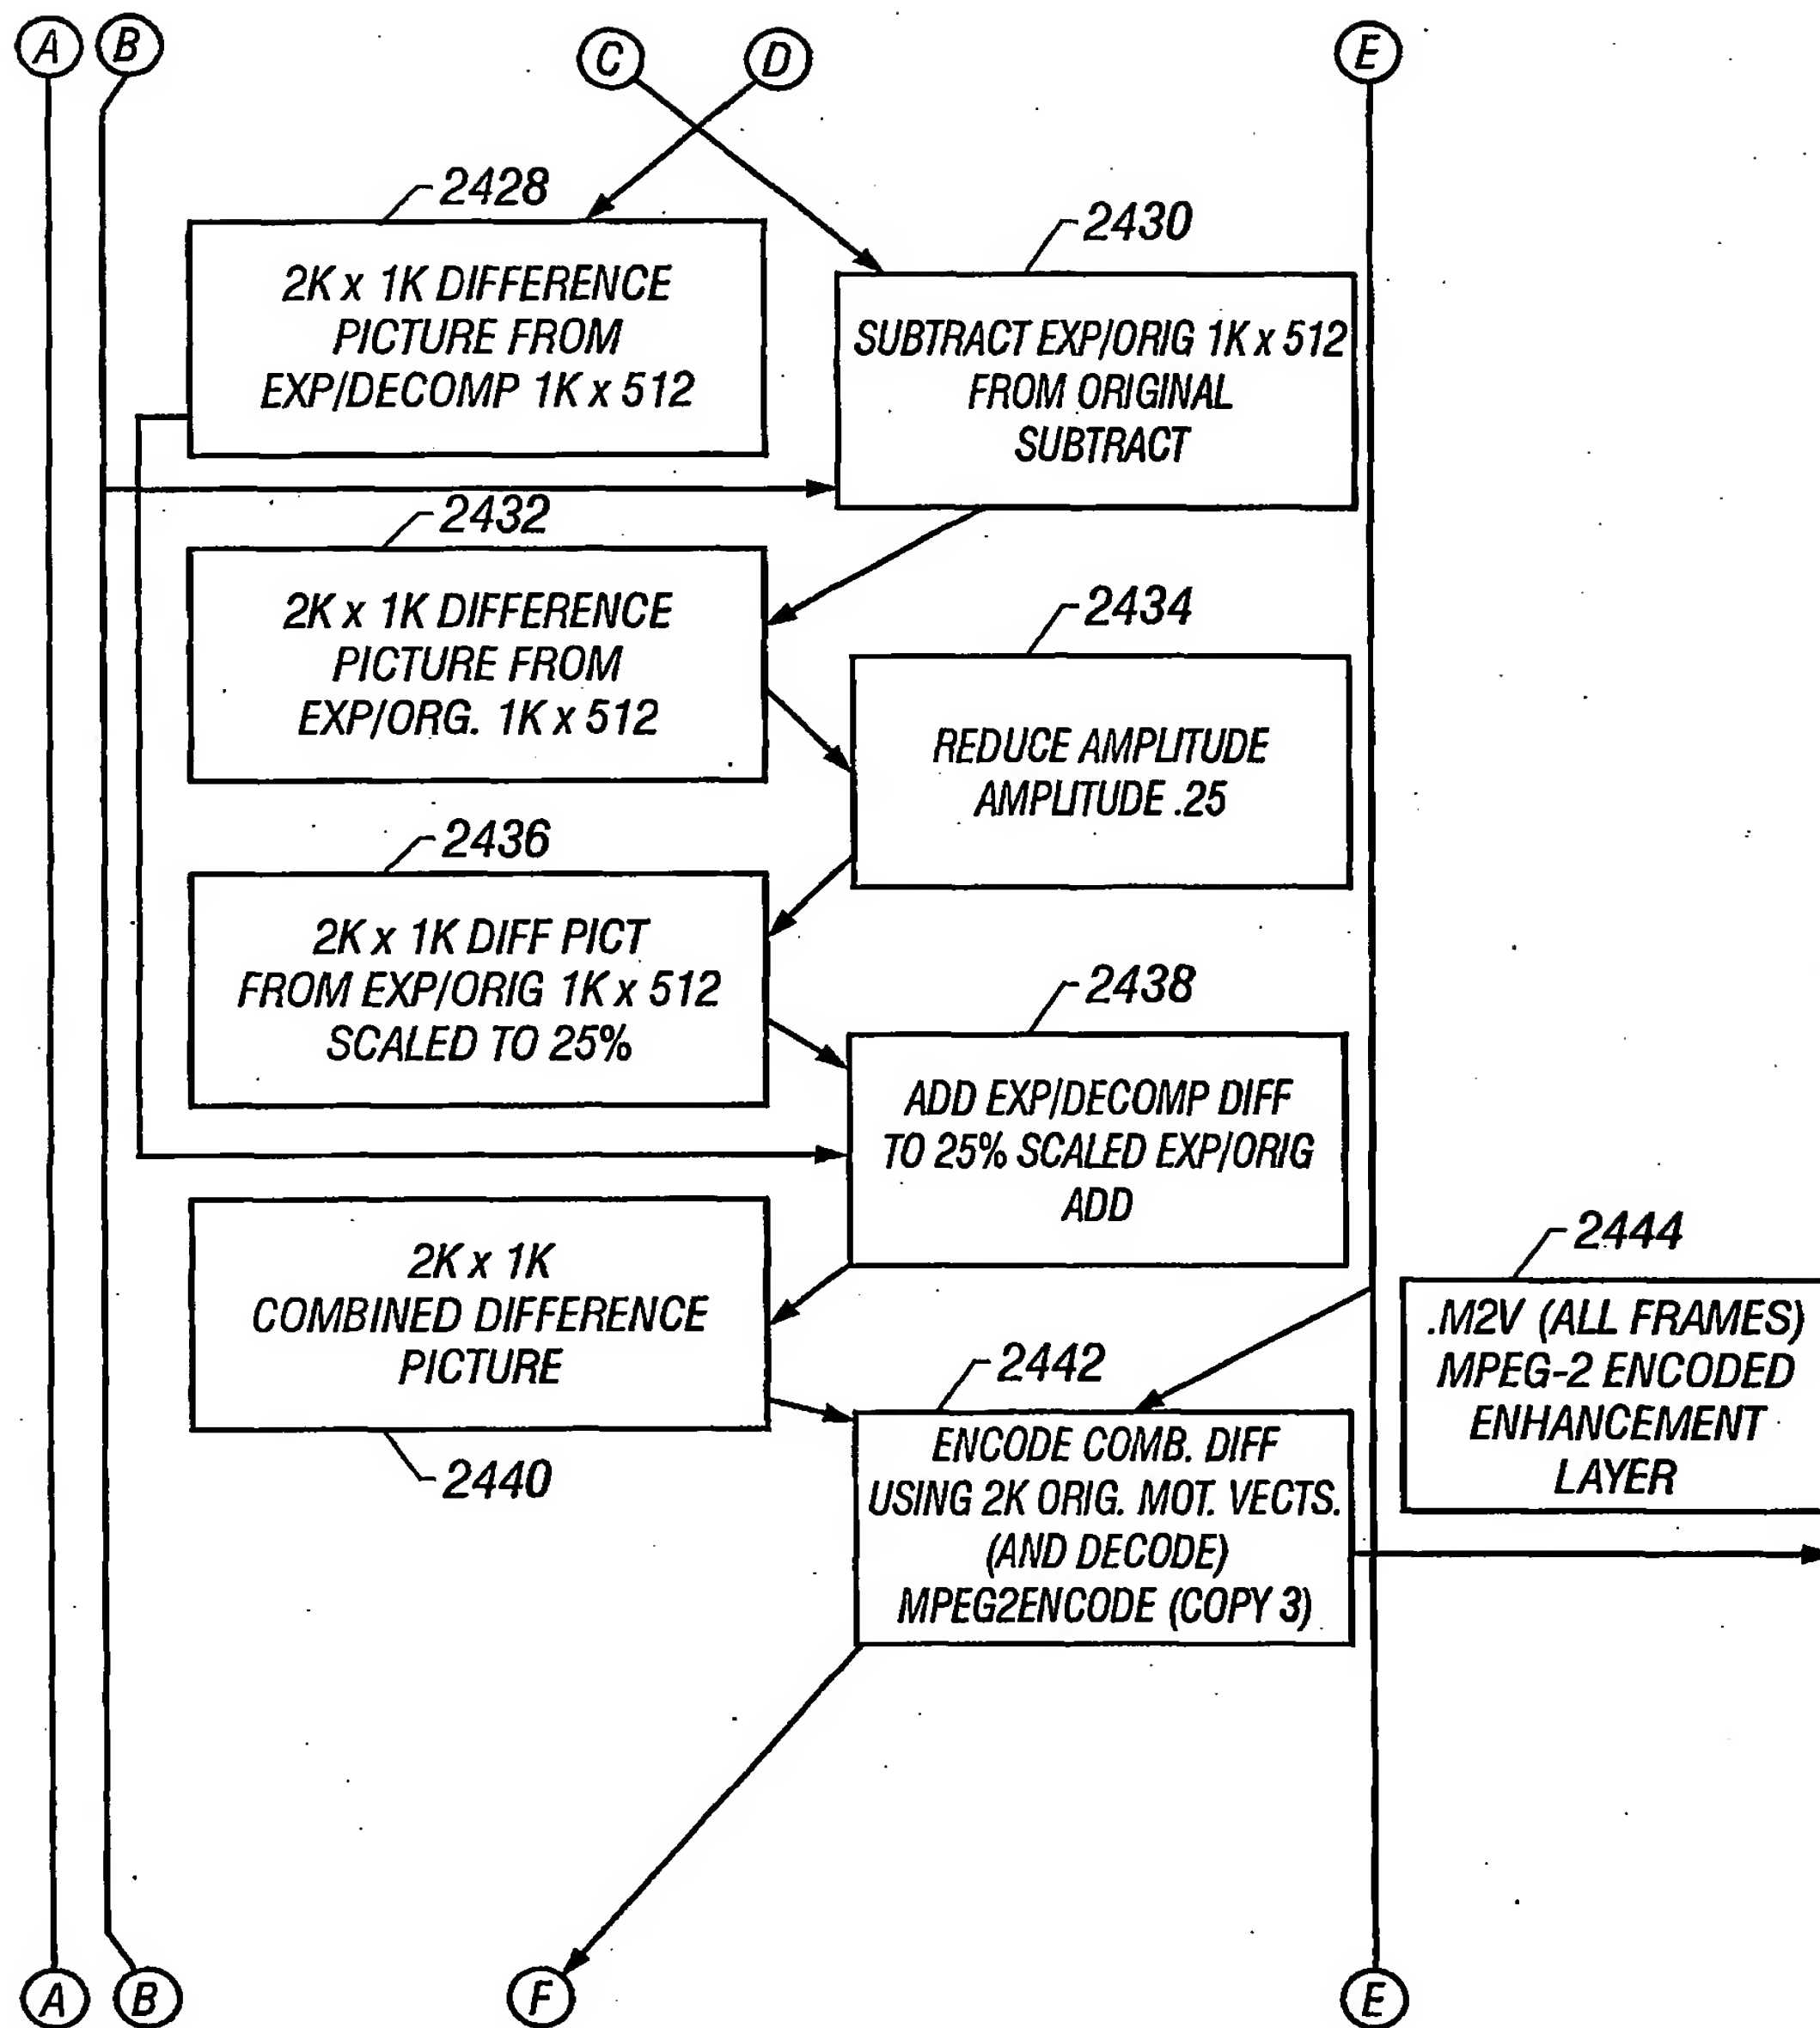 A
B
C
D
E
2428
2K x 1K DIFFERENCE
PICTURE FROM
EXP/DECOMP 1K x 512
2430
SUBTRACT EXP/ORIG 1K x 512
FROM ORIGINAL
SUBTRACT
2432
2K x 1K DIFFERENCE
PICTURE FROM
EXP/ORG. 1K x 512
2434
REDUCE AMPLITUDE
AMPLITUDE .25
2436
2K x 1K DIFF PICT
FROM EXP/ORIG 1K x 512
SCALED TO 25%
2438
ADD EXP/DECOMP DIFF
TO 25% SCALED EXP/ORIG
ADD
2K x 1K
COMBINED DIFFERENCE
PICTURE
2440
2442
ENCODE COMB. DIFF
USING 2K ORIG. MOT. VECTS.
(AND DECODE)
MPEG2ENCODE (COPY 3)
2444
.M2V (ALL FRAMES)
MPEG-2 ENCODED
ENHANCEMENT
LAYER
A
B
F
E